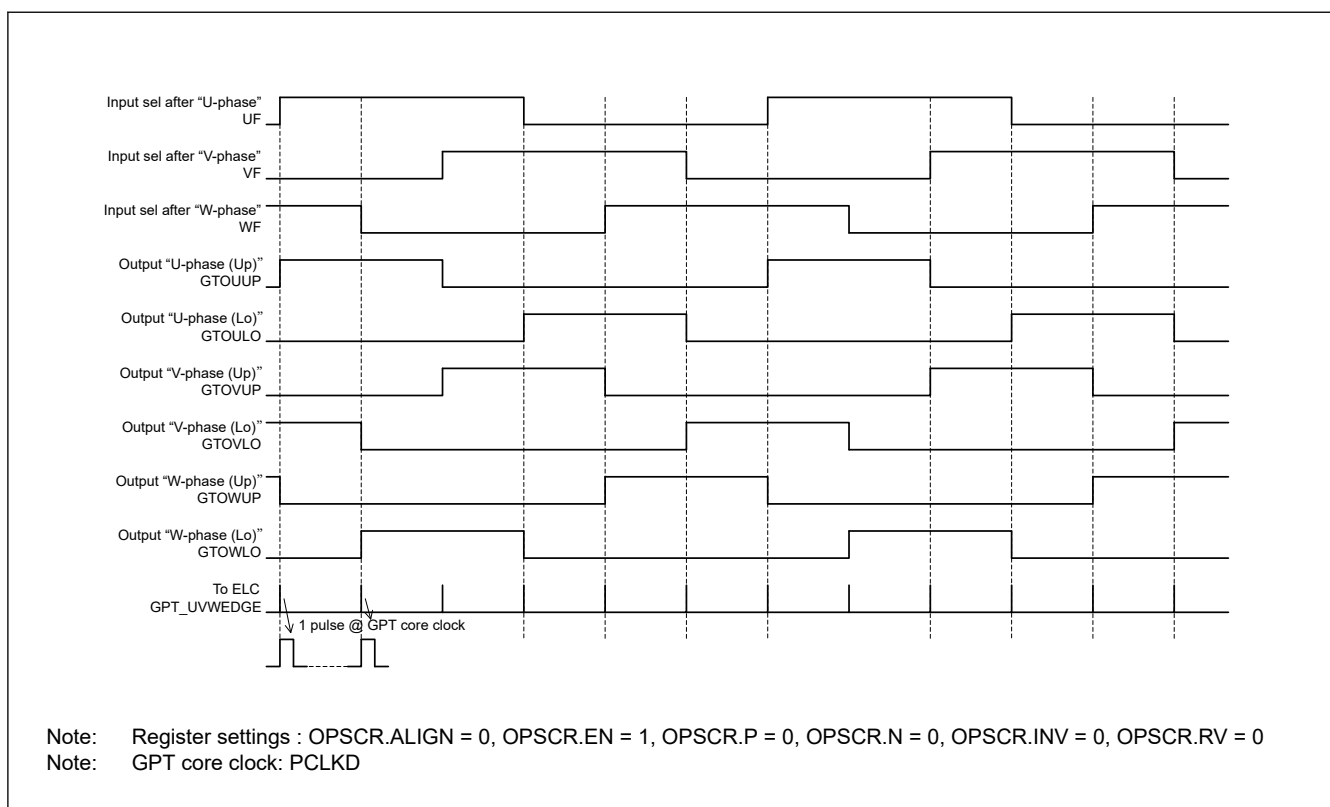 Input sel after “U-phase”
UF
Input sel after “V-phase”
VF
Input sel after “W-phase”
WF
Output “U-phase (Up)”
GTOUUP
Output “U-phase (Lo)”
GTOULO
Output “V-phase (Up)”
GTOVUP
Output “V-phase (Lo)”
GTOVLO
Output “W-phase (Up)”
GTOWUP
Output “W-phase (Lo)”
GTOWLO
To ELC
GPT_UVWEDGE
1 pulse @ GPT core clock
Note: Register settings : OPSCR.ALIGN = 0, OPSCR.EN = 1, OPSCR.P = 0, OPSCR.N = 0, OPSCR.INV = 0, OPSCR.RV = 0
Note: GPT core clock: PCLKD